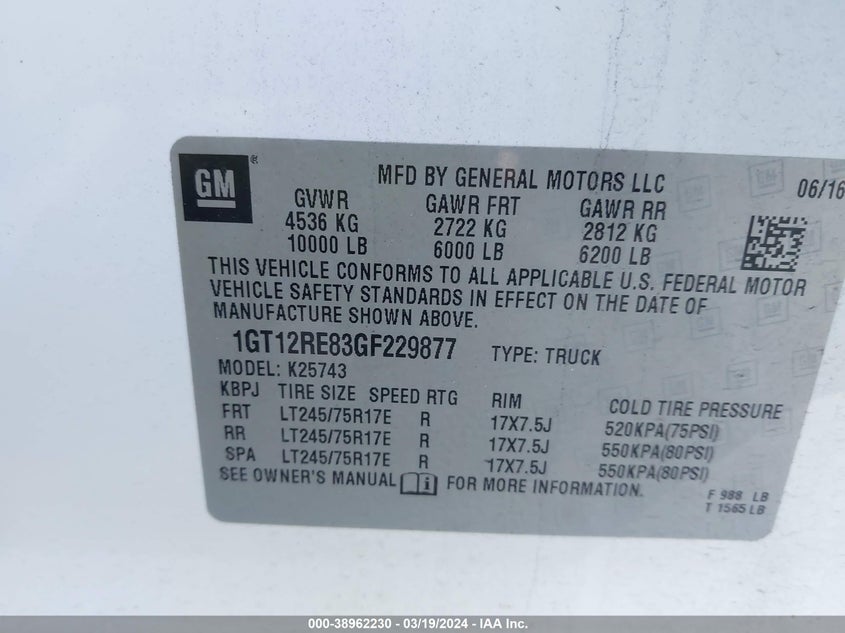 GM ®
MFD BY GENERAL MOTORS LLC 06/16
GVWR GAWR FRT GAWR RR
4536 KG 2722 KG 2812 KG
10000 LB 6000 LB 6200 LB
THIS VEHICLE CONFORMS TO ALL APPLICABLE U.S. FEDERAL MOTOR
VEHICLE SAFETY STANDARDS IN EFFECT ON THE DATE OF
MANUFACTURE SHOWN ABOVE.
1GT12RE83GF229877 TYPE: TRUCK
MODEL: K25743
KBPJ TIRE SIZE SPEED RTG RIM COLD TIRE PRESSURE
FRT LT245/75R17E R 17X7.5J 520KPA(75PSI)
RR LT245/75R17E R 17X7.5J 550KPA(80PSI)
SPA LT245/75R17E R 17X7.5J 550KPA(80PSI)
SEE OWNER'S MANUAL FOR MORE INFORMATION.
F 988 LB
T 1565 LB
000-38962230 - 03/19/2024 - IAA Inc.